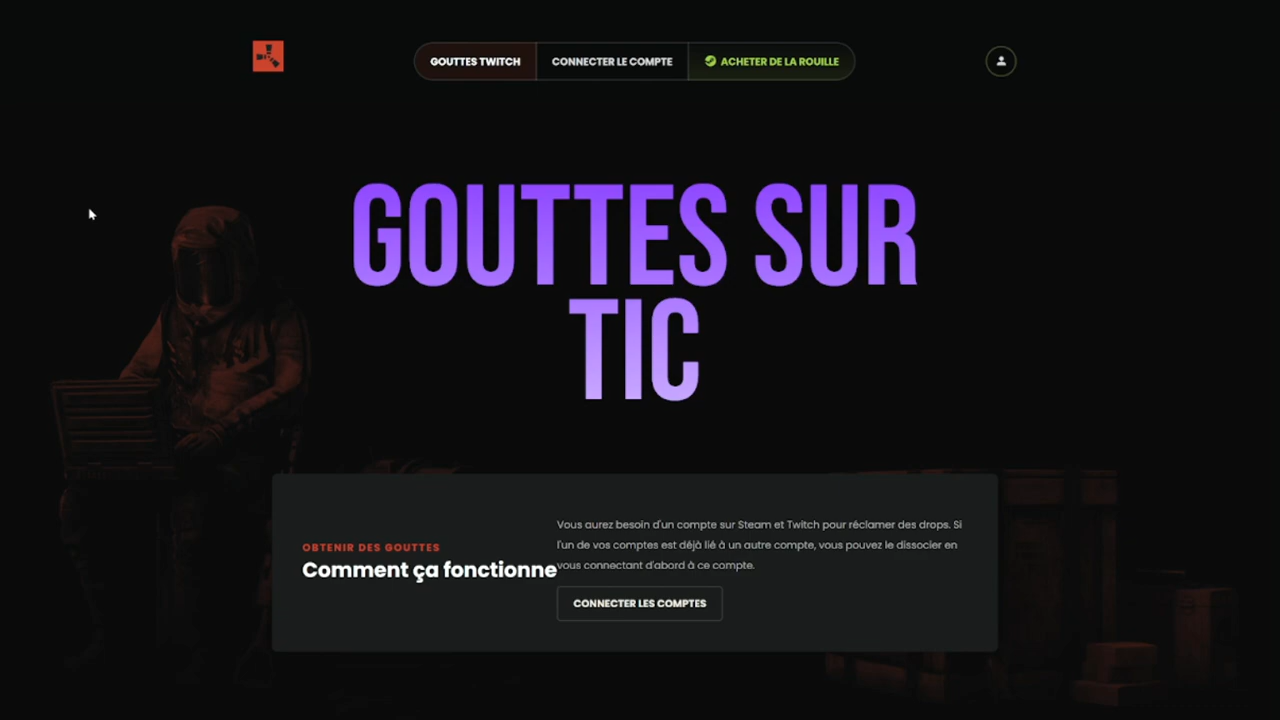 GOUTTES TWITCH
CONNECTER LE COMPTE
ACHETER DE LA ROUILLE
GOUTTES SUR
TIC
OBTENIR DES GOUTTES
Comment ça fonctionne
Vous aurez besoin d'un compte sur Steam et Twitch pour réclamer des drops. Si
l'un de vos comptes est déjà lié à un autre compte, vous pouvez le dissocier en
vous connectant d'abord à ce compte.
CONNECTER LES COMPTES